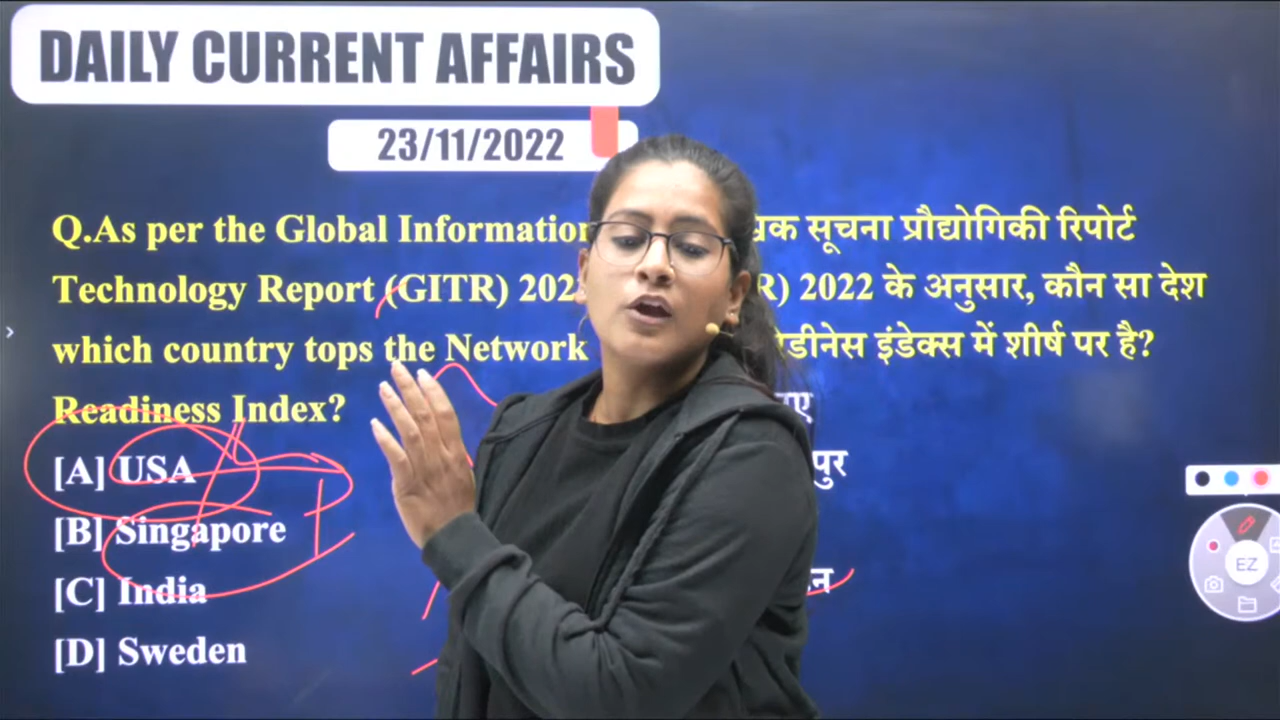 DAILY CURRENT AFFAIRS
23/11/2022
Q.As per the Global Information
Technology Report (GITR) 202
which country tops the Network
Readiness Index?
[A] USA
[B] Singapore
[C] India
[D] Sweden
सूचना प्रौद्योगिकी रिपोर्ट
R) 2022 के अनुसार, कौन सा देश
इंडेक्स में शीर्ष पर है?
EZ